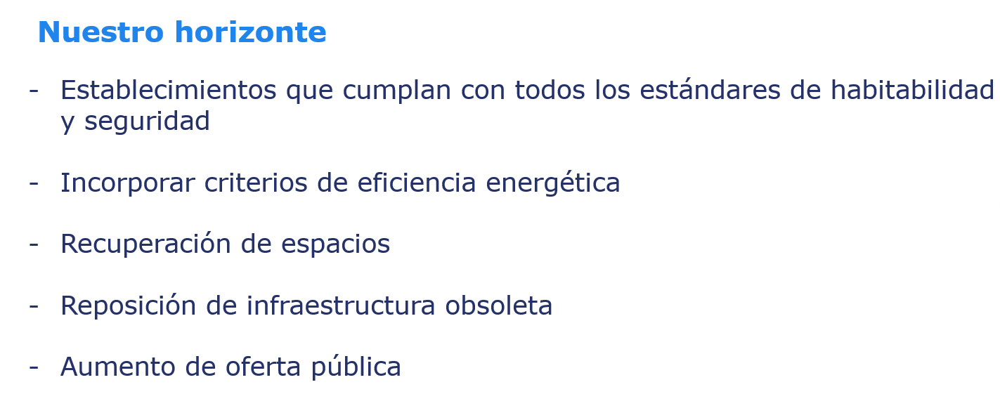 Nuestro horizonte
- Establecimientos que cumplan con todos los estándares de habitabilidad
y seguridad
- Incorporar criterios de eficiencia energética
- Recuperación de espacios
- Reposición de infraestructura obsoleta
- Aumento de oferta pública